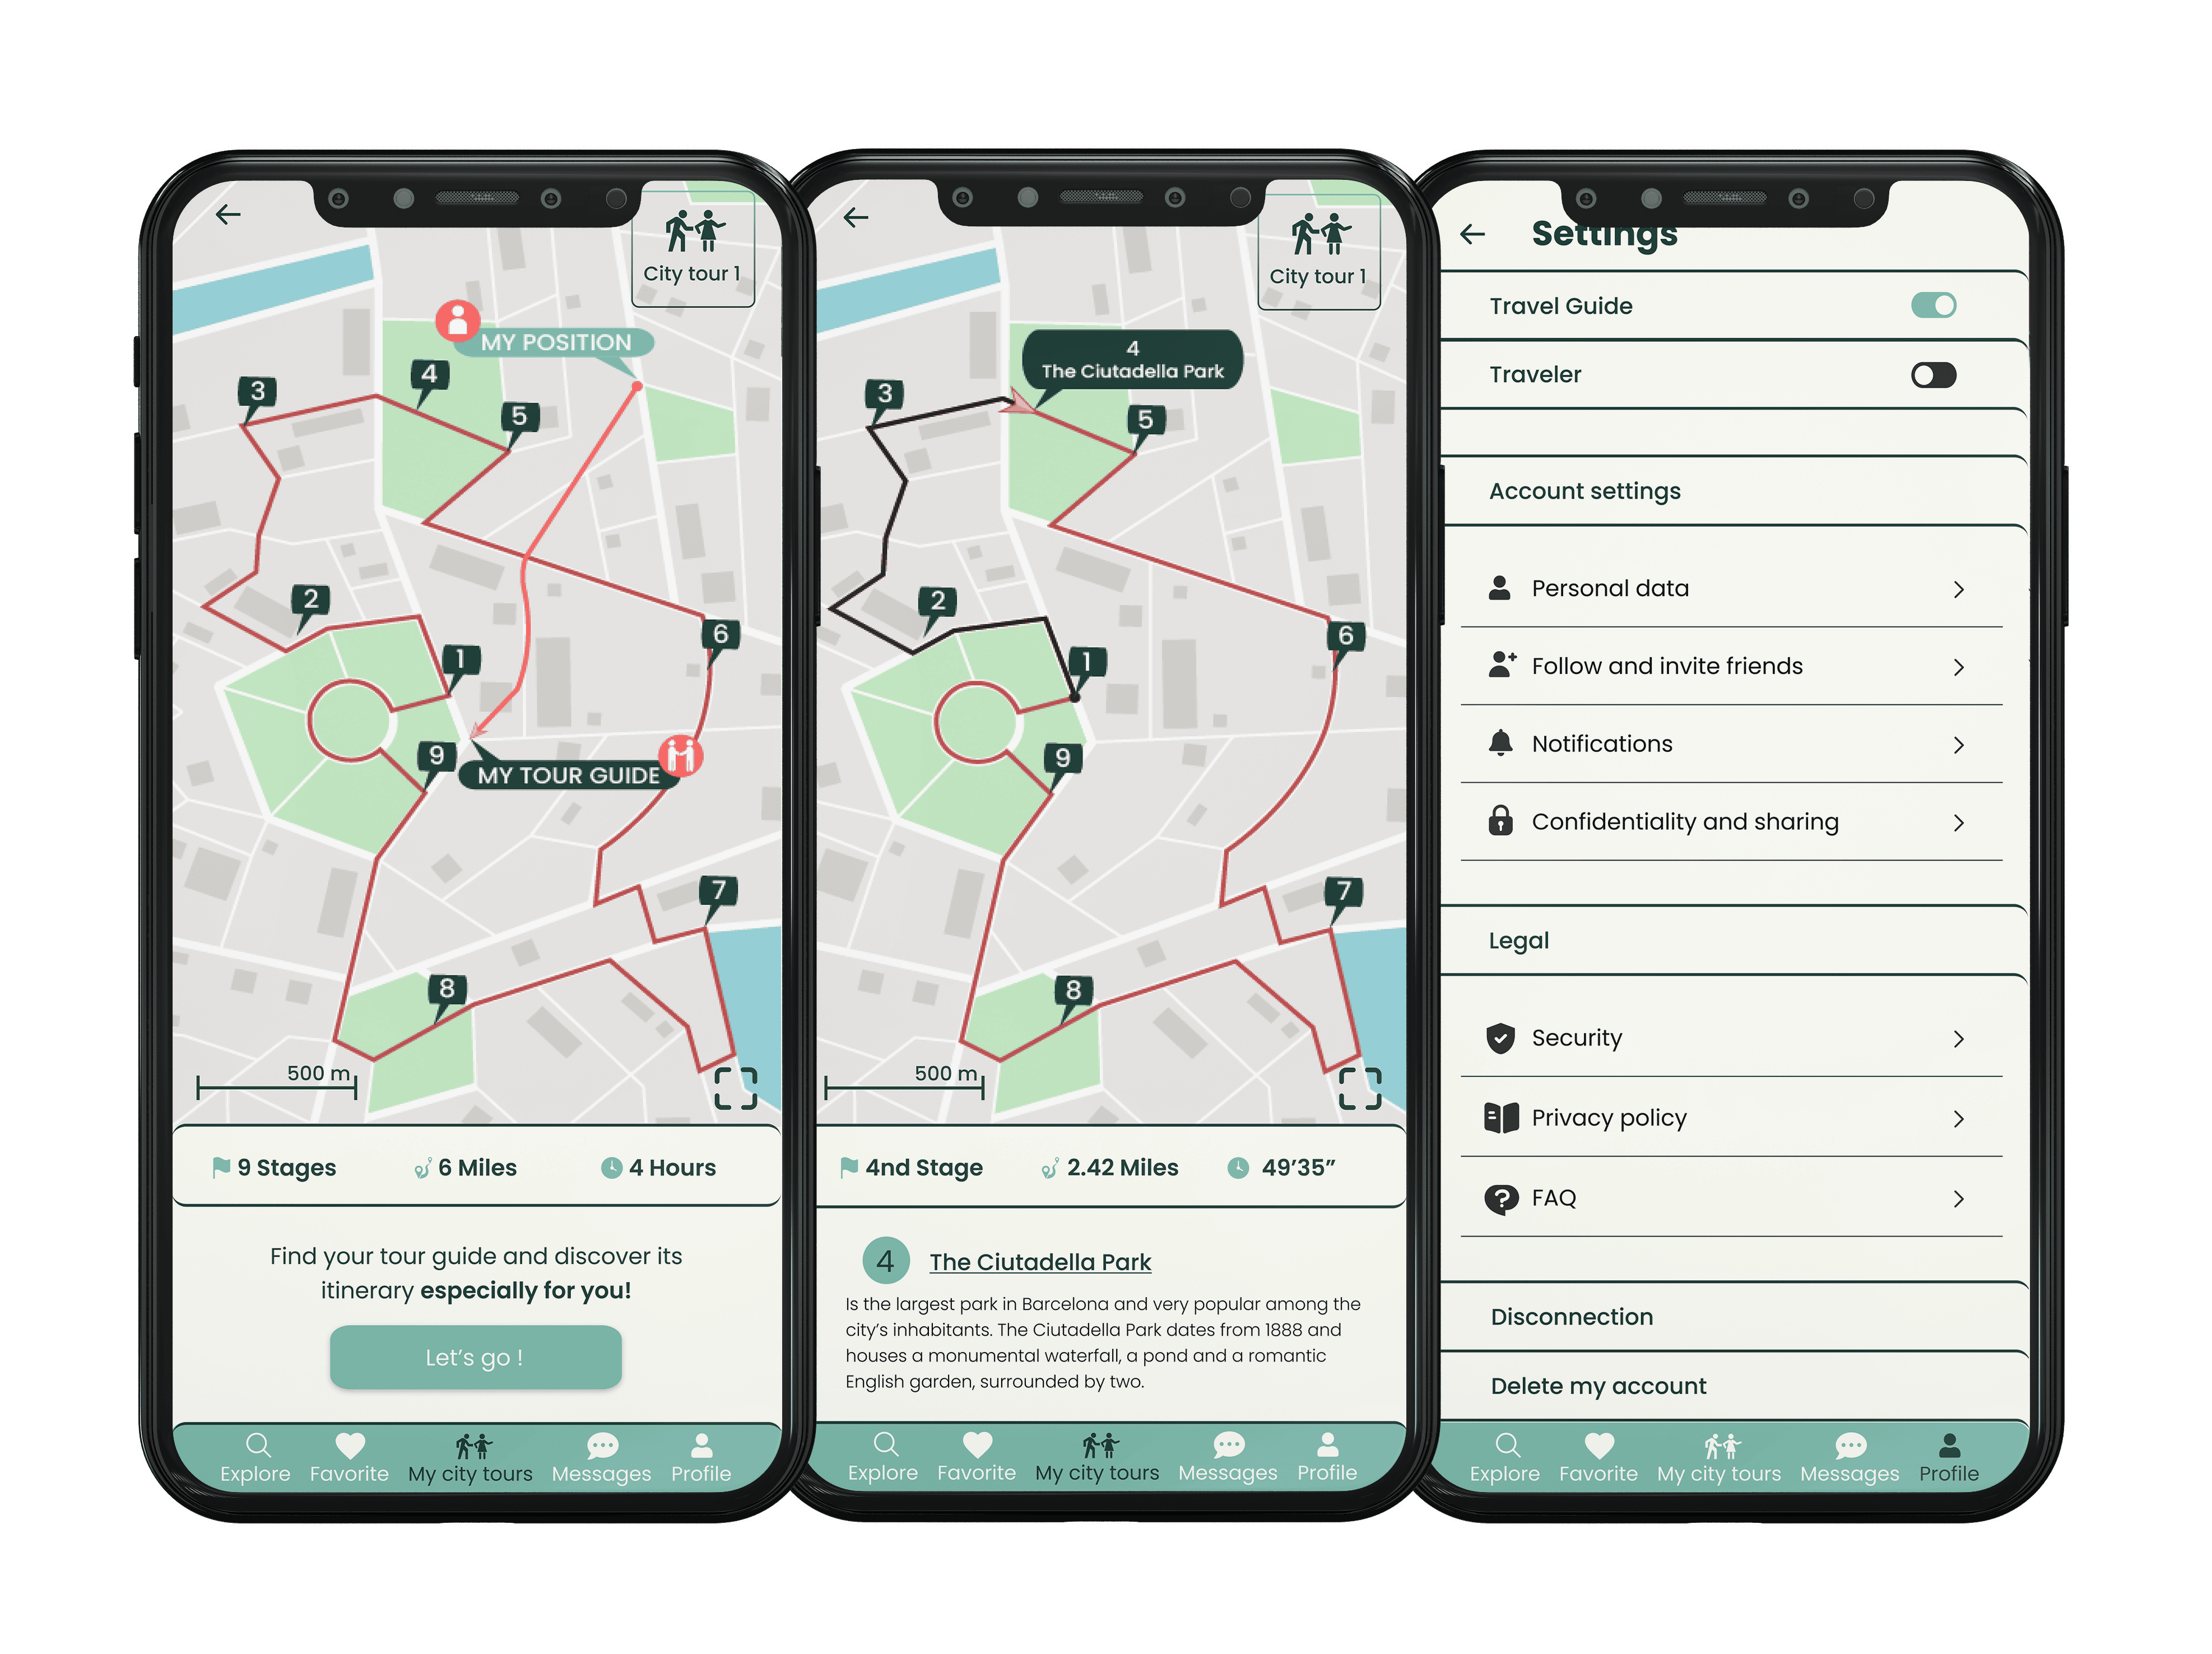 City tour 1
MY POSITION
3
4
5
2
1
6
9
MY TOUR GUIDE
7
8
500 m
9 Stages
6 Miles
4 Hours
Find your tour guide and discover its
itinerary especially for you!
Let's go !
Explore
Favorite
My city tours
Messages
Profile
City tour 1
4
The Ciutadella Park
3
5
2
1
6
9
7
8
500 m
4nd Stage
2.42 Miles
49'35”
4
The Ciutadella Park
Is the largest park in Barcelona and very popular among the
city's inhabitants. The Ciutadella Park dates from 1888 and
houses a monumental waterfall, a pond and a romantic
English garden, surrounded by two.
Explore
Favorite
My city tours
Messages
Profile
Settings
Travel Guide
Traveler
Account settings
Personal data
Follow and invite friends
Notifications
Confidentiality and sharing
Legal
Security
Privacy policy
FAQ
Disconnection
Delete my account
Explore
Favorite
My city tours
Messages
Profile